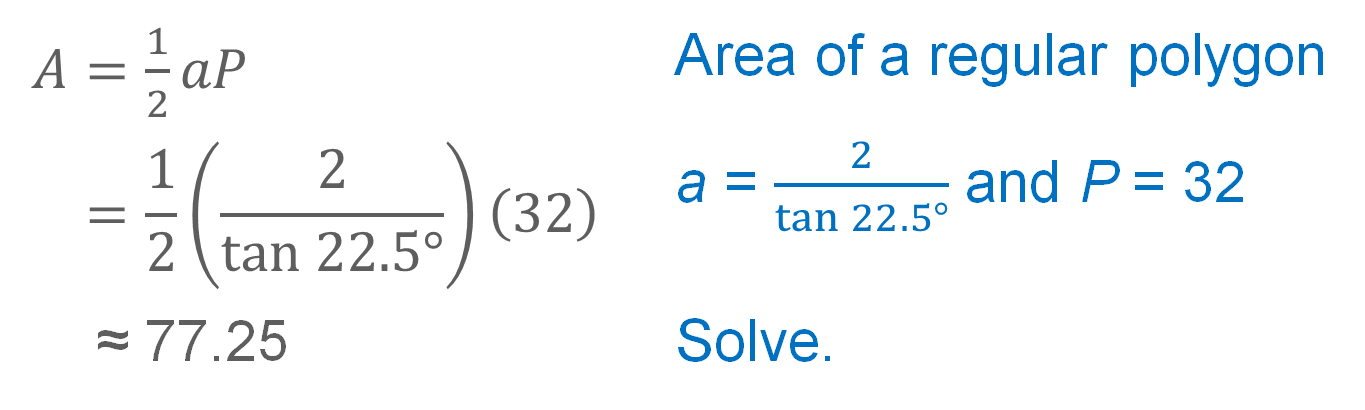 A = 1/2 aP Area of a regular polygon
= 1/2 (2/tan 22.5°) (32) a = 2/tan 22.5° and P = 32
≈ 77.25 Solve.